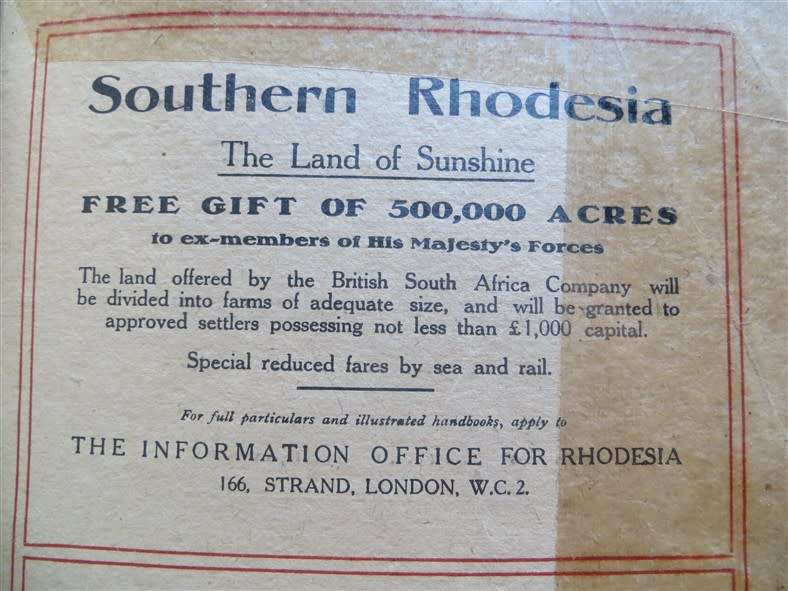 Southern Rhodesia
The Land of Sunshine
FREE GIFT OF 500,000 ACRES
to ex-members of His Majesty's Forces
The land offered by the British South Africa Company will
be divided into farms of adequate size, and will be granted to
approved settlers possessing not less than £1,000 capital.
Special reduced fares by sea and rail.
For full particulars and illustrated handbooks, apply to
THE INFORMATION OFFICE FOR RHODESIA
166, STRAND, LONDON, W.C.2.